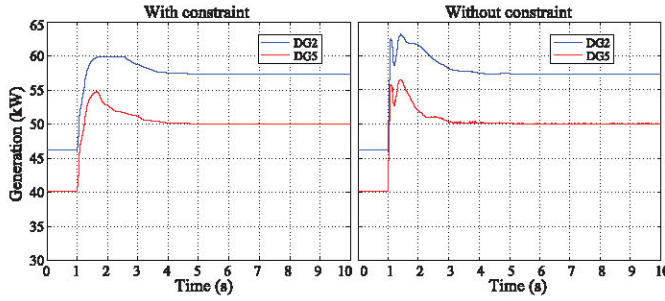 With constraint
Without constraint
65
60
55
50
45
40
35
30
Generation (kW)
DG2
DG5
DG2
DG5
0 1 2 3 4 5 6 7 8 9 10
0 1 2 3 4 5 6 7 8 9 10
Time (s)
Time (s)